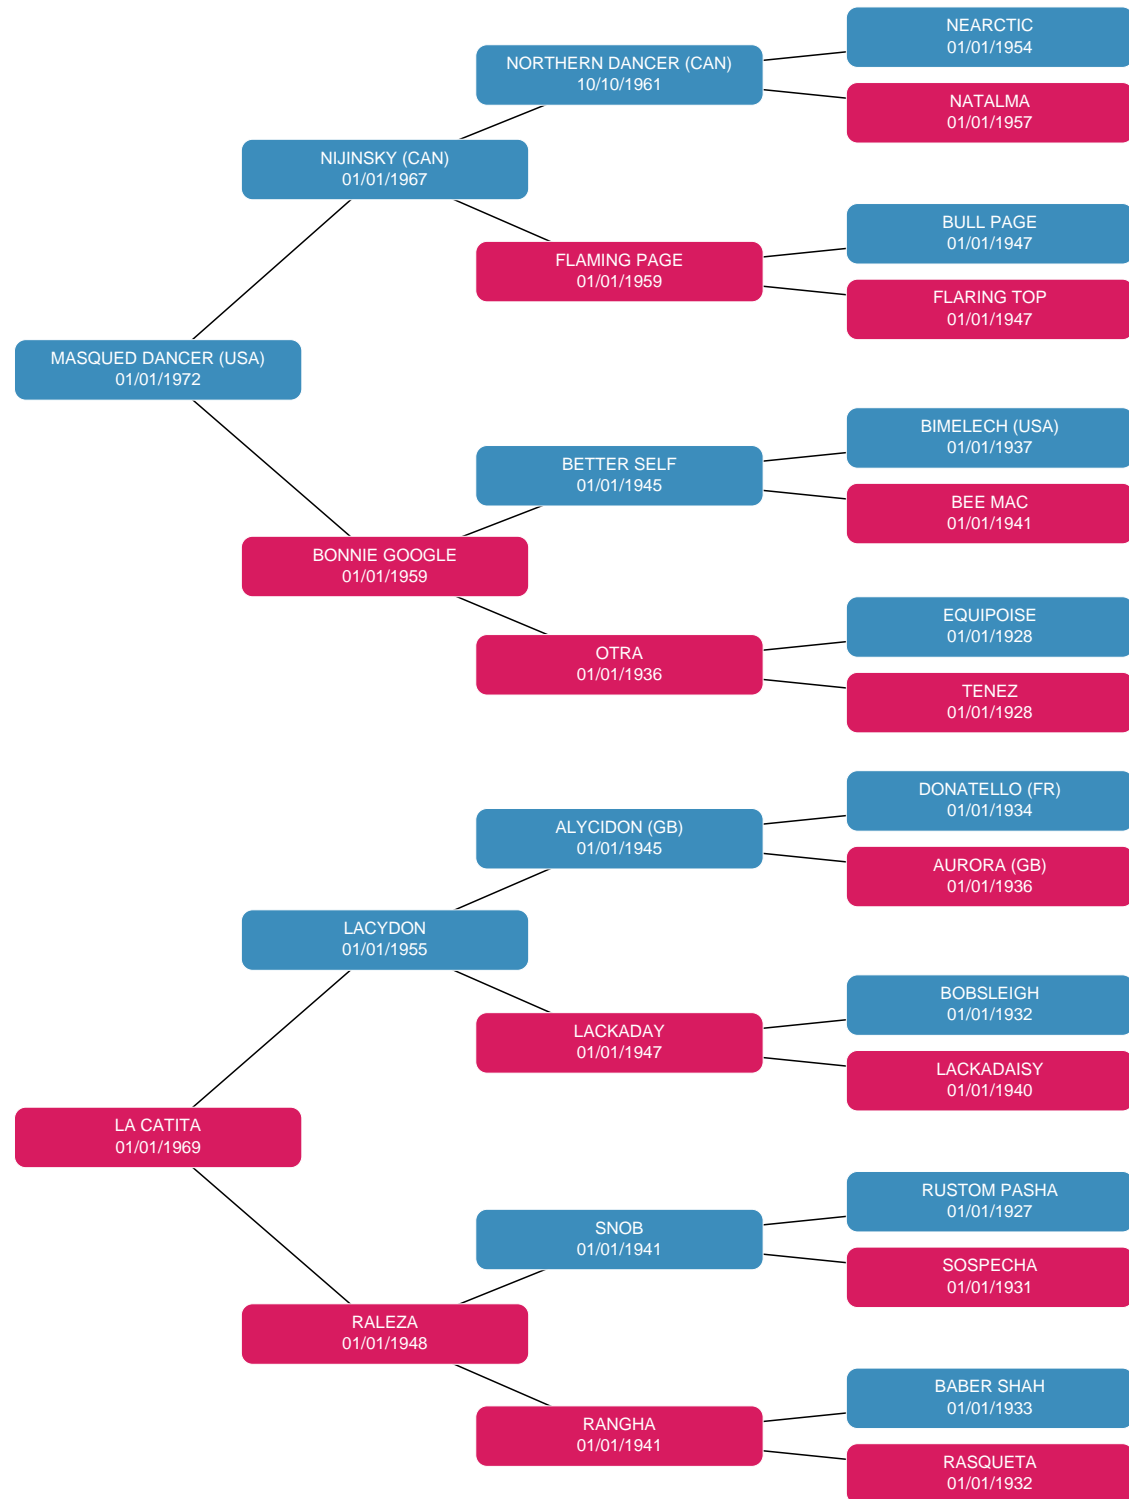 NEARCTIC
01/01/1954
NORTHERN DANCER (CAN)
10/10/1961
NATALMA
01/01/1957
NIJINSKY (CAN)
01/01/1967
BULL PAGE
01/01/1947
FLAMING PAGE
01/01/1959
FLARING TOP
01/01/1947
MASQUED DANCER (USA)
01/01/1972
BIMELECH (USA)
01/01/1937
BETTER SELF
01/01/1945
BEE MAC
01/01/1941
BONNIE GOOGLE
01/01/1959
EQUIPOISE
01/01/1928
OTRA
01/01/1936
TENEZ
01/01/1928
DONATELLO (FR)
01/01/1934
ALYCIDON (GB)
01/01/1945
AURORA (GB)
01/01/1936
LACYDON
01/01/1955
BOBSLEIGH
01/01/1932
LACKADAY
01/01/1947
LACKADAISY
01/01/1940
LA CATITA
01/01/1969
RUSTOM PASHA
01/01/1927
SNOB
01/01/1941
SOSPECHA
01/01/1931
RALEZA
01/01/1948
BABER SHAH
01/01/1933
RANGHA
01/01/1941
RASQUETA
01/01/1932